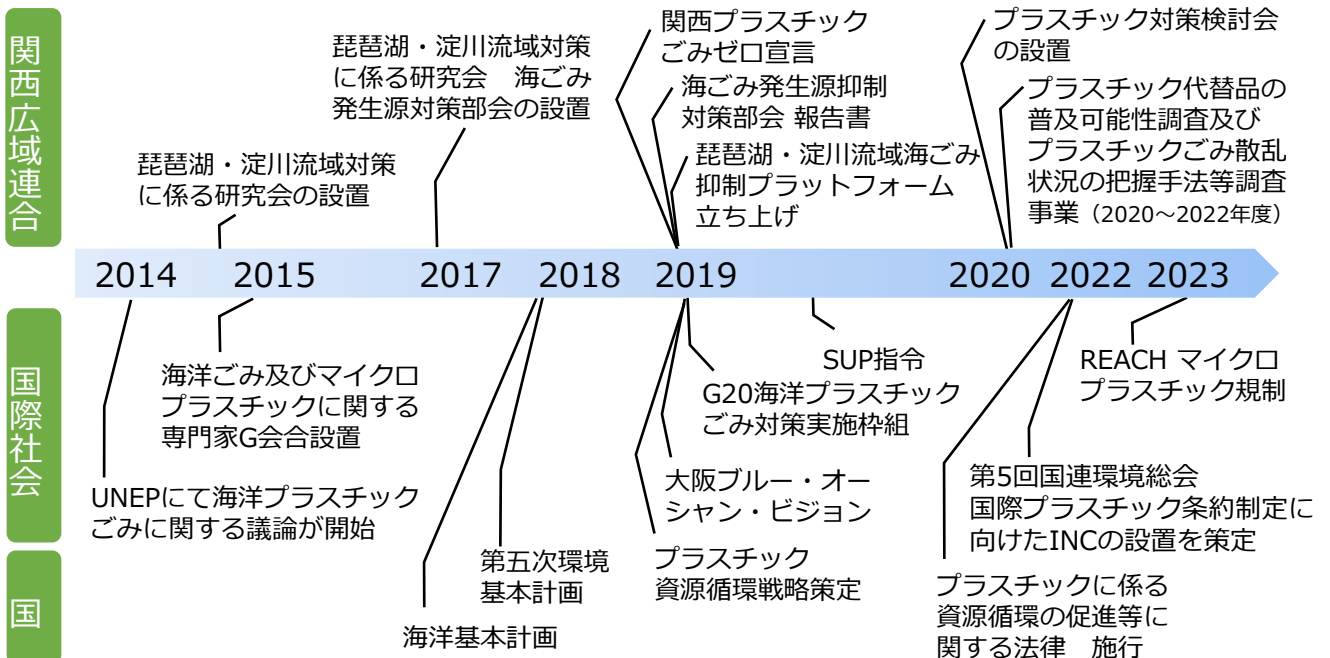 関西広域連合
琵琶湖・淀川流域対策
に係る研究会の設置
琵琶湖・淀川流域対策
に係る研究会　海ごみ
発生源対策部会の設置
関西プラスチック
ごみゼロ宣言
海ごみ発生源抑制
対策部会 報告書
琵琶湖・淀川流域海ごみ
抑制プラットフォーム
立ち上げ
プラスチック対策検討会
の設置
プラスチック代替品の
普及可能性調査及び
プラスチックごみ散乱
状況の把握手法等調査
事業（2020～2022年度）
2014 2015 2017 2018 2019 2020 2022 2023
国際社会
UNEPにて海洋プラスチック
ごみに関する議論が開始
海洋ごみ及びマイクロ
プラスチックに関する
専門家G会合設置
SUP指令
G20海洋プラスチック
ごみ対策実施枠組
大阪ブルー・オー
シャン・ビジョン
REACH マイクロ
プラスチック規制
第5回国連環境総会
国際プラスチック条約制定に
向けたINCの設置を策定
国
海洋基本計画
第五次環境
基本計画
プラスチック
資源循環戦略策定
プラスチックに係る
資源循環の促進等に
関する法律　施行